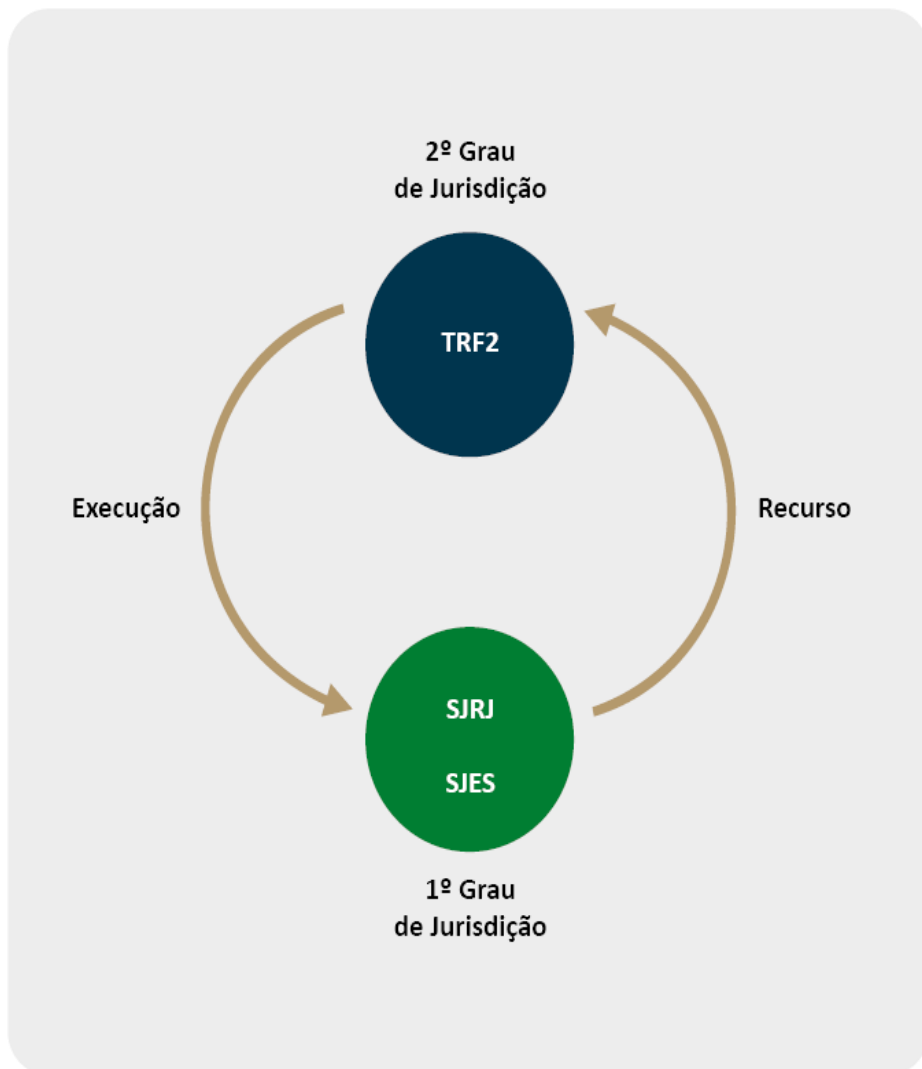 2º Grau
de Jurisdição
TRF2
Execução
Recurso
SJRJ
SJES
1º Grau
de Jurisdição